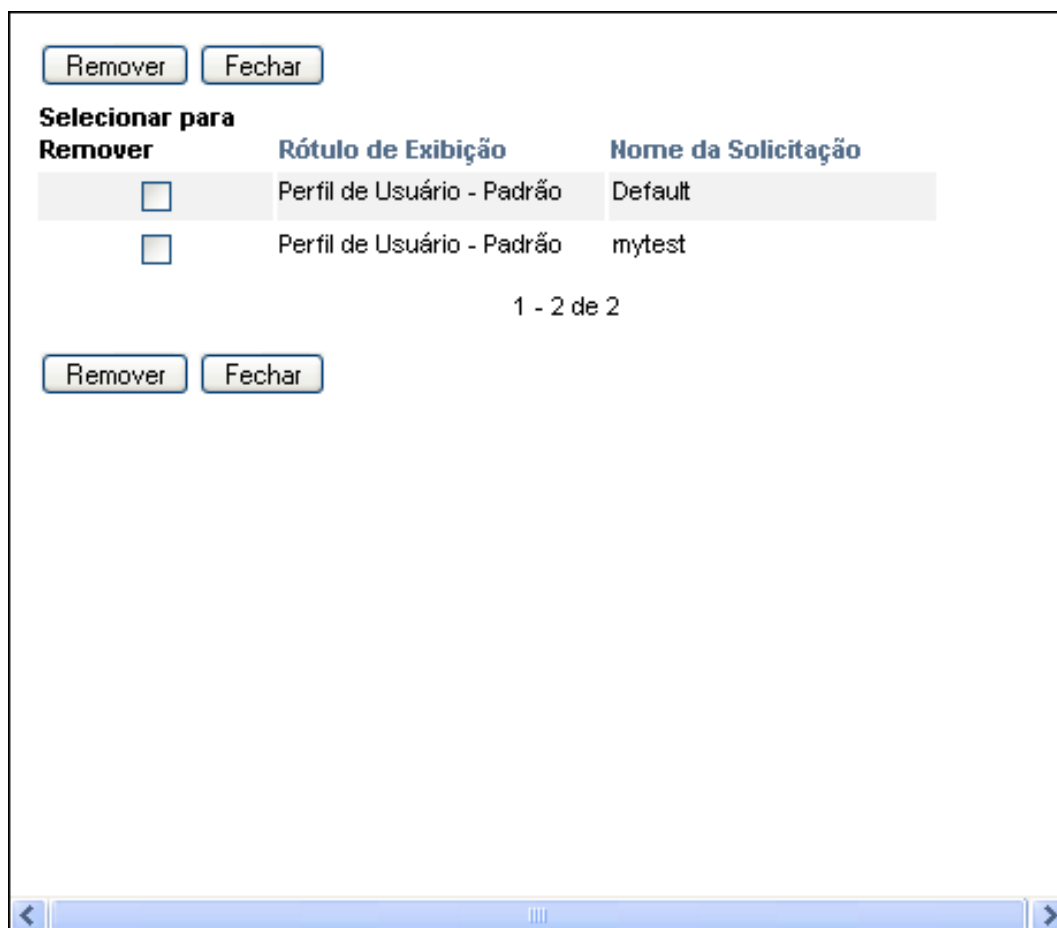 Remover Fechar
Selecionar para
Remover Rótulo de Exibição Nome da Solicitação
Perfil de Usuário - Padrão Default
Perfil de Usuário - Padrão mytest
1 - 2 de 2
Remover Fechar